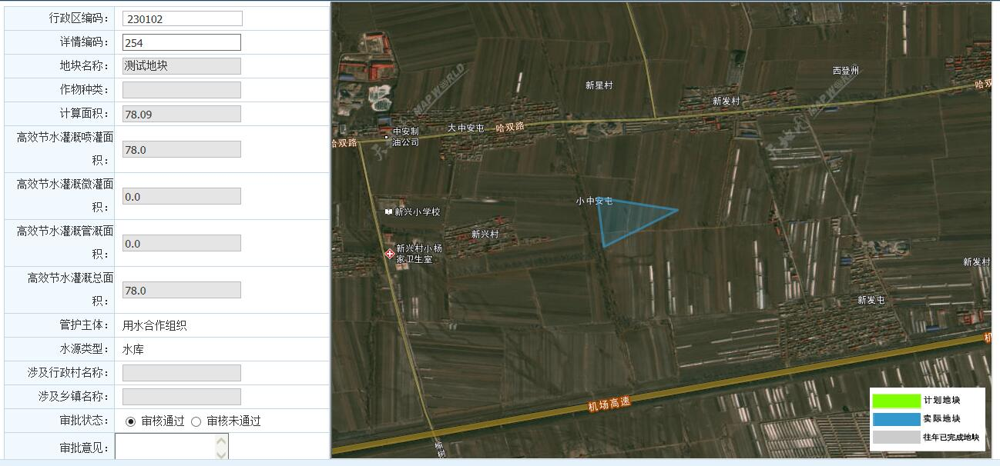 行政区编码： 230102
详情编码： 254
地块名称： 测试地块
作物种类：
计算面积： 78.09
高效节水灌溉喷灌面
积： 78.0
高效节水灌溉微灌面
积： 0.0
高效节水灌溉管溉面
积： 0.0
高效节水灌溉总面
积： 78.0
管护主体： 用水合作组织
水源类型： 水库
涉及行政村名称：
涉及乡镇名称：
审批状态： 审核通过 审核未通过
审批意见：
西登州
新星村
哈双
新发村
MAP WORLD
MAP WORLD
大中安屯
哈双路
中安制
油公司
哈双路
小中安屯
新兴小学校
新兴村
新兴村小杨
家卫生室
新发村
新发屯
机
机场高速
榆
树
计划地块
实际地块
往年已完成地块